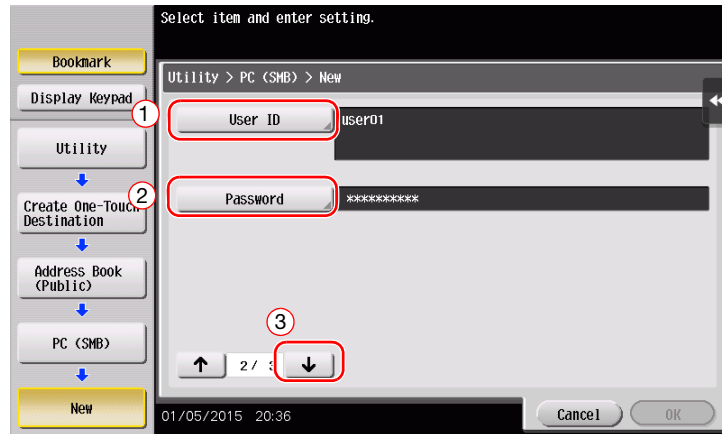 Select item and enter setting.
Bookmark
Display Keypad
Utility
Create One-Touch
Destination
Address Book
(Public)
PC (SMB)
New
Utility > PC (SMB) > New
1
User ID
user01
2
Password
**********
3
↑ 2/ 3 ↓
01/05/2015 20:36
Cancel
OK